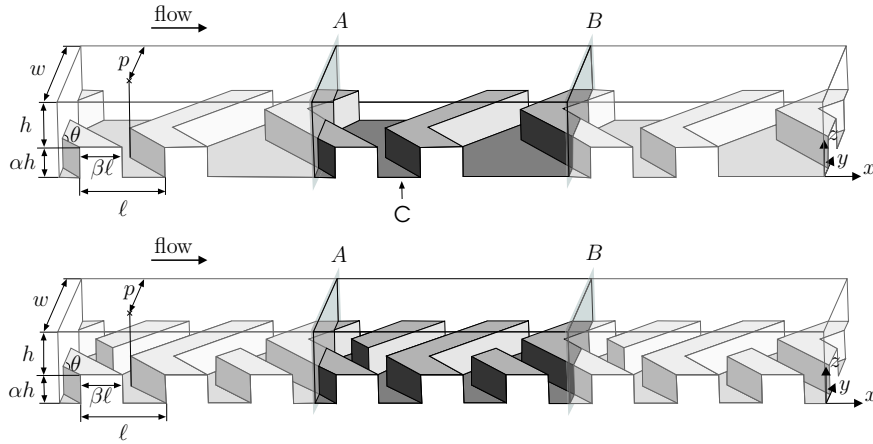 flow
A
B
w
p
h
θ
αh
βℓ
ℓ
C
z
y
x
flow
A
B
w
p
h
θ
αh
βℓ
ℓ
z
y
x